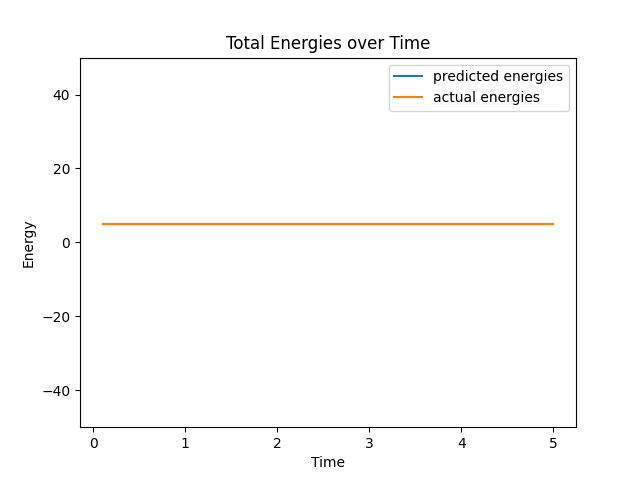 Total Energies over Time
predicted energies
actual energies
40
20
0
−20
−40
Energy
0 1 2 3 4 5
Time